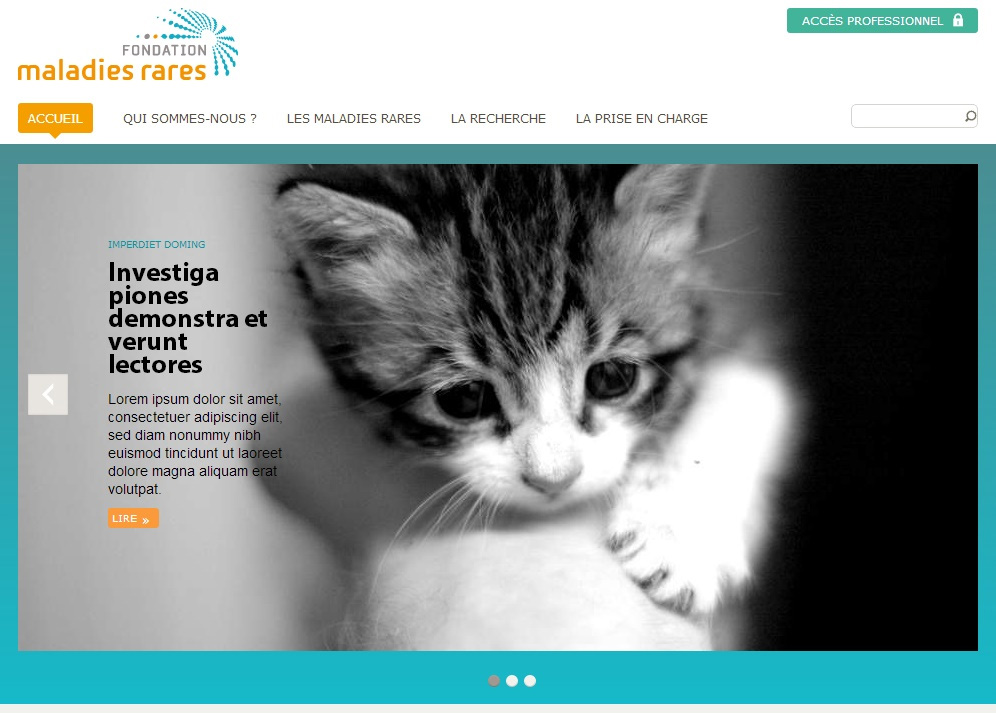 FONDATION
maladies rares
ACCÈS PROFESSIONNEL
ACCUEIL
QUI SOMMES-NOUS ?
LES MALADIES RARES
LA RECHERCHE
LA PRISE EN CHARGE
IMPERDIET DOMING
Investiga
piones
demonstra et
verunt
lectores
Lorem ipsum dolor sit amet,
consectetuer adipiscing elit,
sed diam nonummy nibh
euismod tincidunt ut laoreet
dolore magna aliquam erat
volutpat.
LIRE »